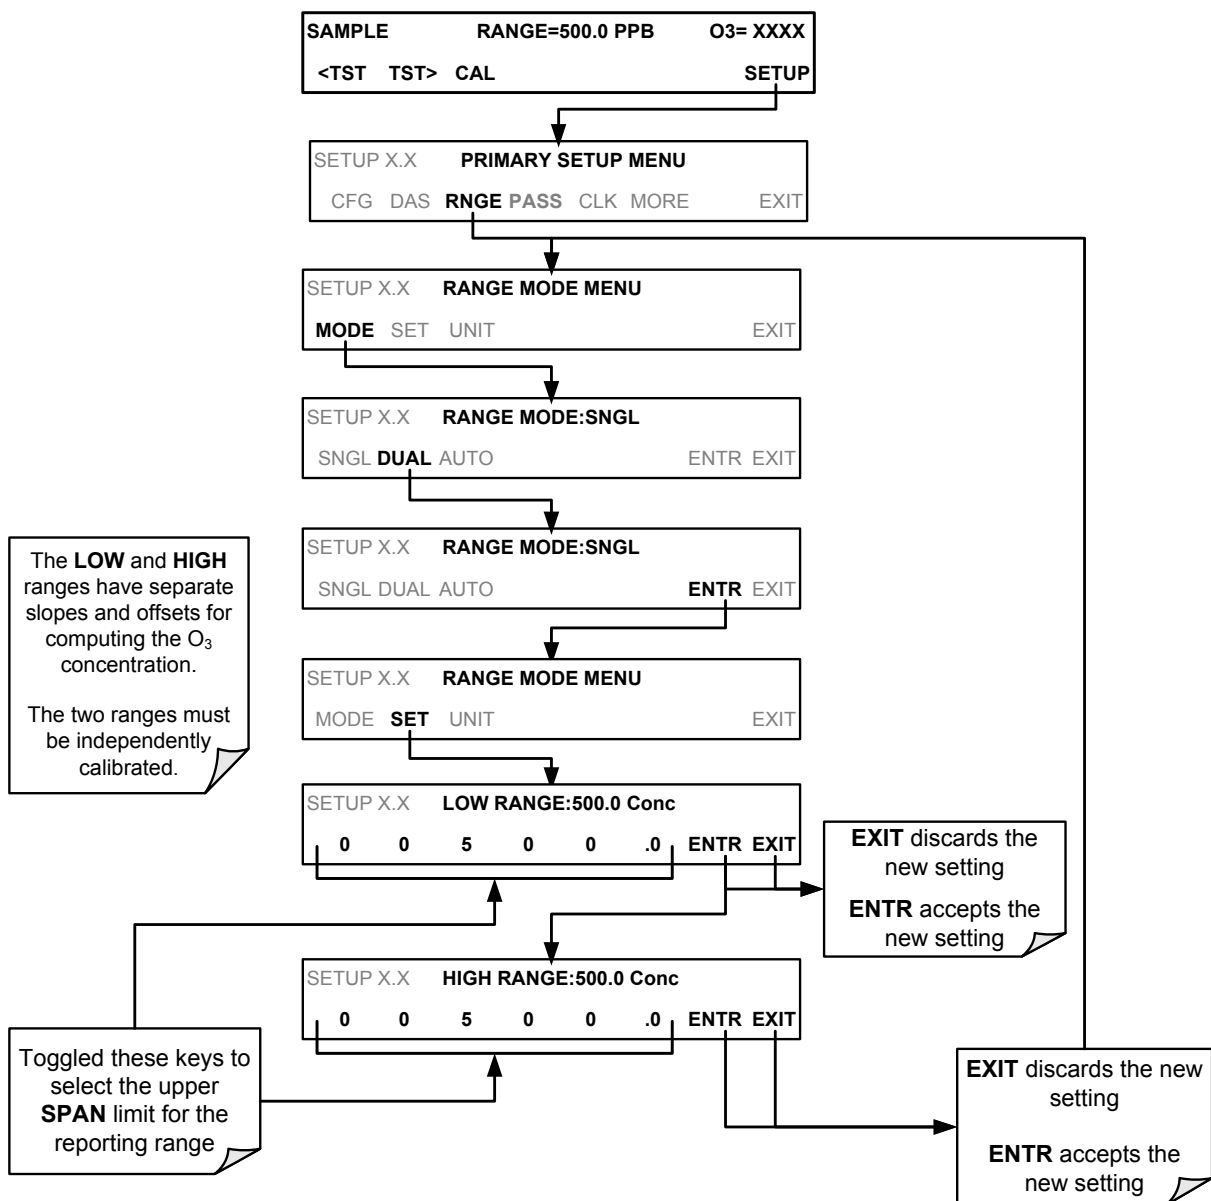 SAMPLE RANGE=500.0 PPB O3= XXXX
<TST TST> CAL SETUP
SETUP X.X PRIMARY SETUP MENU
CFG DAS RNGE PASS CLK MORE EXIT
SETUP X.X RANGE MODE MENU
MODE SET UNIT EXIT
SETUP X.X RANGE MODE:SNGL
SNGL DUAL AUTO ENTR EXIT
SETUP X.X RANGE MODE:SNGL
SNGL DUAL AUTO ENTR EXIT
The LOW and HIGH
ranges have separate
slopes and offsets for
computing the O3
concentration.
The two ranges must
be independently
calibrated.
SETUP X.X RANGE MODE MENU
MODE SET UNIT EXIT
SETUP X.X LOW RANGE:500.0 Conc
0 0 5 0 0 .0 ENTR EXIT
EXIT discards the
new setting
ENTR accepts the
new setting
SETUP X.X HIGH RANGE:500.0 Conc
0 0 5 0 0 .0 ENTR EXIT
Toggled these keys to
select the upper
SPAN limit for the
reporting range
EXIT discards the new
setting
ENTR accepts the
new setting